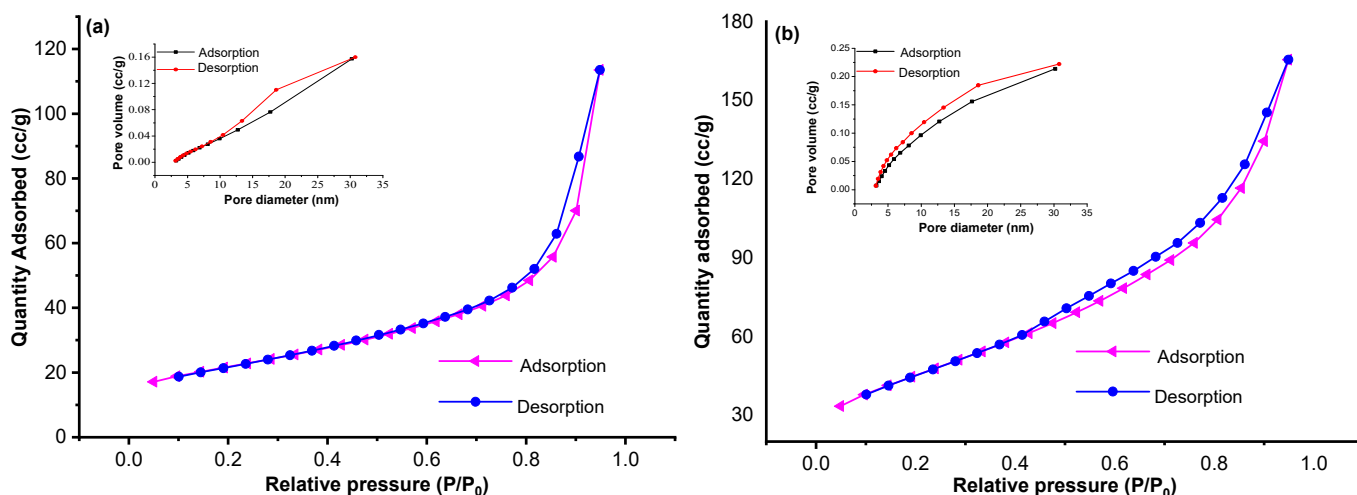 (a)
Quantity Adsorbed (cc/g)
120
100
80
60
40
20
0
0.0 0.2 0.4 0.6 0.8 1.0
Relative pressure (P/P₀)
Adsorption
Desorption
Pore volume (cc/g)
0.16
0.12
0.08
0.04
0.00
0 5 10 15 20 25 30 35
Pore diameter (nm)
Adsorption
Desorption
(b)
Quantity adsorbed (cc/g)
180
150
120
90
60
30
0.0 0.2 0.4 0.6 0.8 1.0
Relative pressure (P/P₀)
Adsorption
Desorption
Pore volume (cc/g)
0.25
0.20
0.15
0.10
0.05
0.00
0 5 10 15 20 25 30 35
Pore diameter (nm)
Adsorption
Desorption